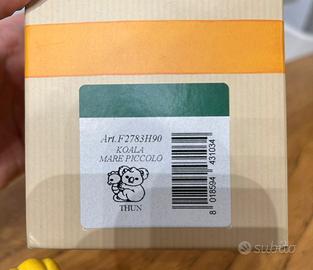 Art.F2783H90
KOALA
MARE PICCOLO
THUN
8 018594 431034
subito